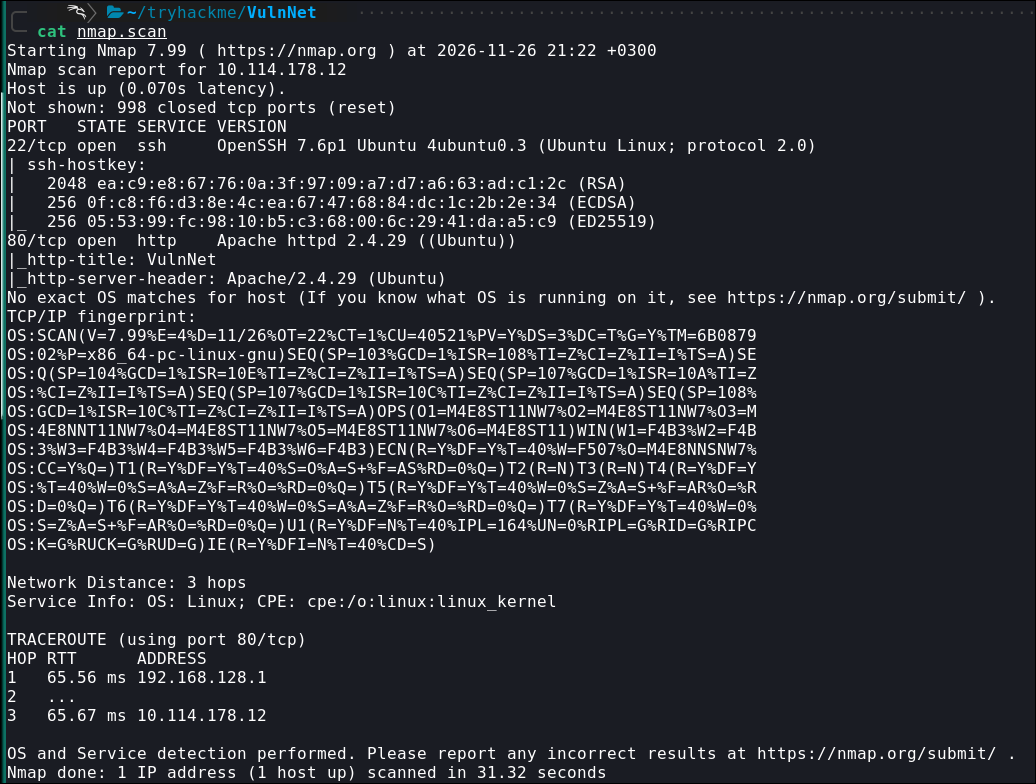 ~/tryhackme/VulnNet
cat nmap.scan
Starting Nmap 7.99 ( https://nmap.org ) at 2026-11-26 21:22 +0300
Nmap scan report for 10.114.178.12
Host is up (0.070s latency).
Not shown: 998 closed tcp ports (reset)
PORT   STATE SERVICE VERSION
22/tcp open  ssh     OpenSSH 7.6p1 Ubuntu 4ubuntu0.3 (Ubuntu Linux; protocol 2.0)
| ssh-hostkey:
|   2048 ea:c9:e8:67:76:0a:3f:97:09:a7:d7:a6:63:ad:c1:2c (RSA)
|   256 0f:c8:f6:d3:8e:4c:ea:67:47:68:84:dc:1c:2b:2e:34 (ECDSA)
|_  256 05:53:99:fc:98:10:b5:c3:68:00:6c:29:41:da:a5:c9 (ED25519)
80/tcp open  http    Apache httpd 2.4.29 ((Ubuntu))
|_http-title: VulnNet
|_http-server-header: Apache/2.4.29 (Ubuntu)
No exact OS matches for host (If you know what OS is running on it, see https://nmap.org/submit/ ).
TCP/IP fingerprint:
OS:SCAN(V=7.99%E=4%D=11/26%OT=22%CT=1%CU=40521%PV=Y%DS=3%DC=T%G=Y%TM=6B0879
OS:02%P=x86_64-pc-linux-gnu)SEQ(SP=103%GCD=1%ISR=108%TI=Z%CI=Z%II=I%TS=A)SE
OS:Q(SP=104%GCD=1%ISR=10E%TI=Z%CI=Z%II=I%TS=A)SEQ(SP=107%GCD=1%ISR=10A%TI=Z
OS:%CI=Z%II=I%TS=A)SEQ(SP=107%GCD=1%ISR=10C%TI=Z%CI=Z%II=I%TS=A)SEQ(SP=108%
OS:GCD=1%ISR=10C%TI=Z%CI=Z%II=I%TS=A)OPS(O1=M4E8ST11NW7%O2=M4E8ST11NW7%O3=M
OS:4E8NNT11NW7%O4=M4E8ST11NW7%O5=M4E8ST11NW7%O6=M4E8ST11)WIN(W1=F4B3%W2=F4B
OS:3%W3=F4B3%W4=F4B3%W5=F4B3%W6=F4B3)ECN(R=Y%DF=Y%T=40%W=F507%O=M4E8NNSNW7%
OS:CC=Y%Q=)T1(R=Y%DF=Y%T=40%S=O%A=S+%F=AS%RD=0%Q=)T2(R=N)T3(R=N)T4(R=Y%DF=Y
OS:%T=40%W=0%S=A%A=Z%F=R%O=%RD=0%Q=)T5(R=Y%DF=Y%T=40%W=0%S=Z%A=S+%F=AR%O=%R
OS:D=0%Q=)T6(R=Y%DF=Y%T=40%W=0%S=A%A=Z%F=R%O=%RD=0%Q=)T7(R=Y%DF=Y%T=40%W=0%
OS:S=Z%A=S+%F=AR%O=%RD=0%Q=)U1(R=Y%DF=N%T=40%IPL=164%UN=0%RIPL=G%RID=G%RIPC
OS:K=G%RUCK=G%RUD=G)IE(R=Y%DFI=N%T=40%CD=S)
Network Distance: 3 hops
Service Info: OS: Linux; CPE: cpe:/o:linux:linux_kernel
TRACEROUTE (using port 80/tcp)
HOP RTT      ADDRESS
1   65.56 ms 192.168.128.1
2   ...
3   65.67 ms 10.114.178.12
OS and Service detection performed. Please report any incorrect results at https://nmap.org/submit/ .
Nmap done: 1 IP address (1 host up) scanned in 31.32 seconds